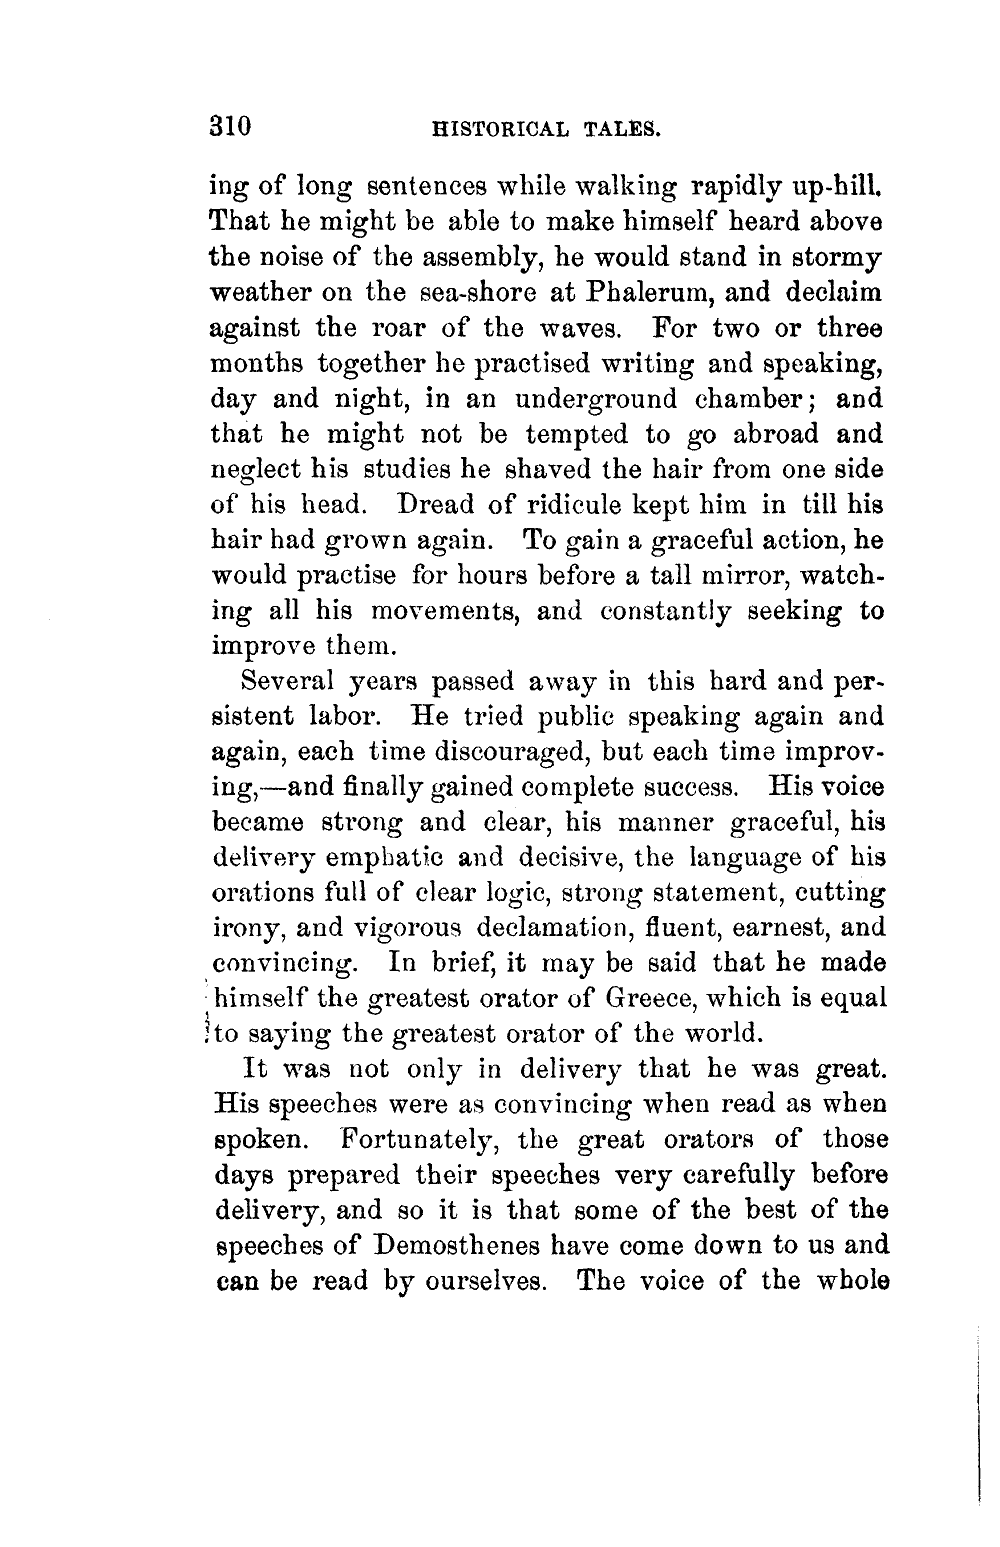 310 HISTORICAL TALES.
ing of long sentences while walking rapidly up-hill.
That he might be able to make himself heard above
the noise of the assembly, he would stand in stormy
weather on the sea-shore at Phalerum, and declaim
against the roar of the waves. For two or three
months together he practised writing and speaking,
day and night, in an underground chamber; and
that he might not be tempted to go abroad and
neglect his studies he shaved the hair from one side
of his head. Dread of ridicule kept him in till his
hair had grown again. To gain a graceful action, he
would practise for hours before a tall mirror, watch-
ing all his movements, and constantly seeking to
improve them.
Several years passed away in this hard and per-
sistent labor. He tried public speaking again and
again, each time discouraged, but each time improv-
ing,—and finally gained complete success. His voice
became strong and clear, his manner graceful, his
delivery emphatic and decisive, the language of his
orations full of clear logic, strong statement, cutting
irony, and vigorous declamation, fluent, earnest, and
convincing. In brief, it may be said that he made
himself the greatest orator of Greece, which is equal
to saying the greatest orator of the world.
It was not only in delivery that he was great.
His speeches were as convincing when read as when
spoken. Fortunately, the great orators of those
days prepared their speeches very carefully before
delivery, and so it is that some of the best of the
speeches of Demosthenes have come down to us and
can be read by ourselves. The voice of the whole